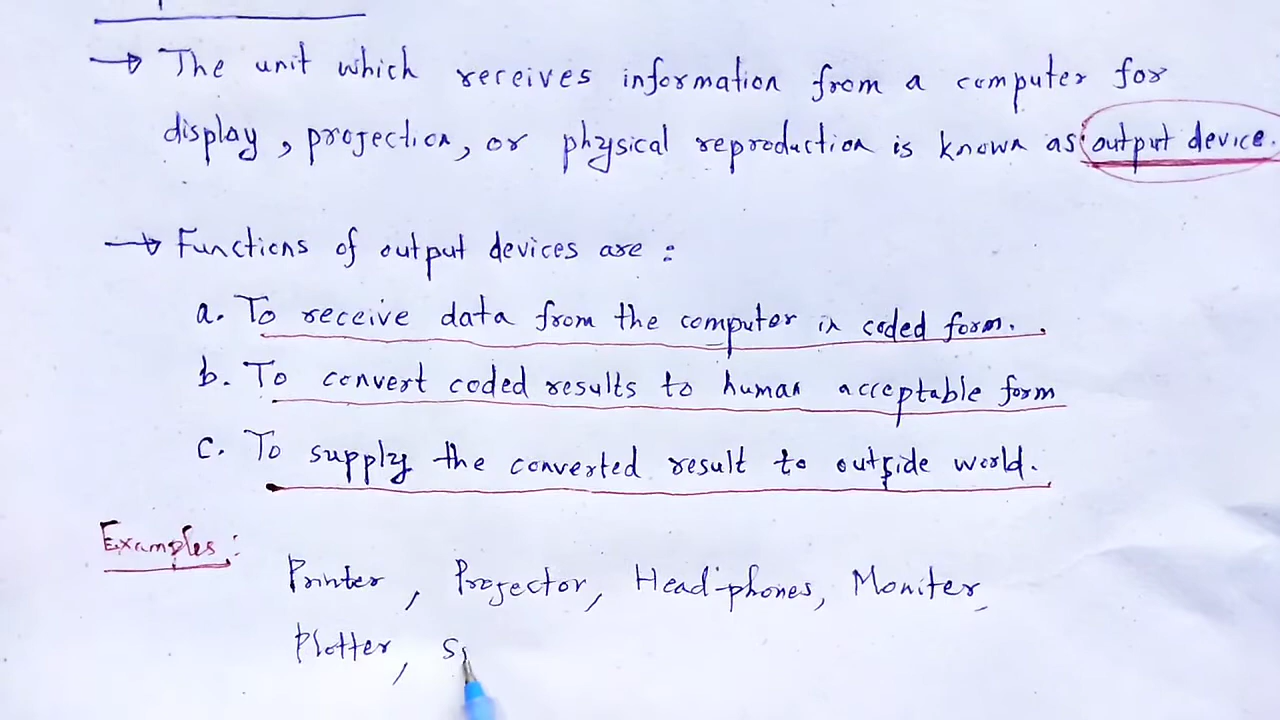 → The unit which receives information from a computer for
display, projection, or physical reproduction is known as output device.
→ Functions of output devices are :
a. To receive data from the computer in coded form.
b. To convert coded results to human acceptable form
c. To supply the converted result to outside world.
Examples :
Printer, Projector, Head-phones, Moniter,
Plotter, S